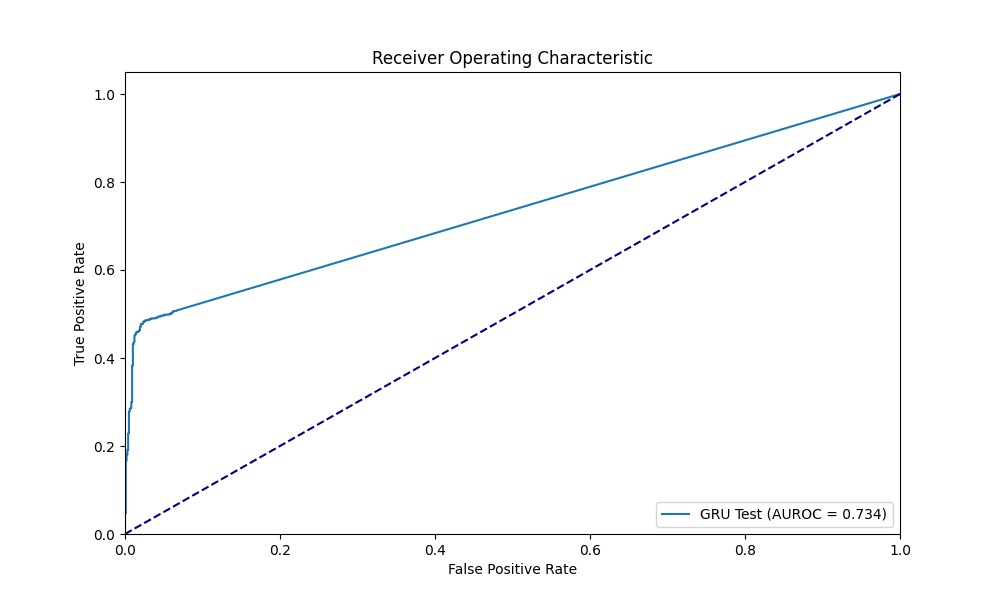 Receiver Operating Characteristic
True Positive Rate
1.0
0.8
0.6
0.4
0.2
0.0
GRU Test (AUROC = 0.734)
0.0 0.2 0.4 0.6 0.8 1.0
False Positive Rate